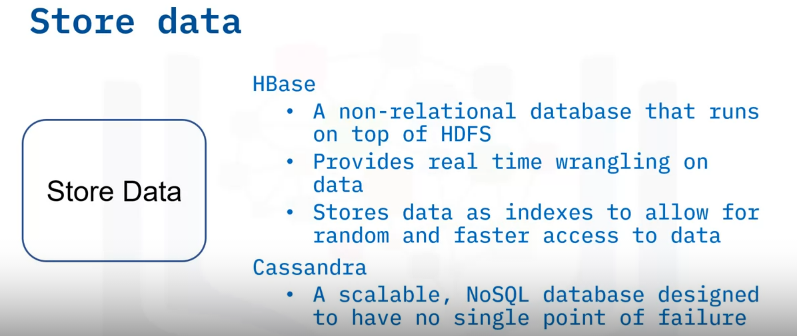 Store data
Store Data
HBase
• A non-relational database that runs
on top of HDFS
• Provides real time wrangling on
data
• Stores data as indexes to allow for
random and faster access to data
Cassandra
• A scalable, NoSQL database designed
to have no single point of failure